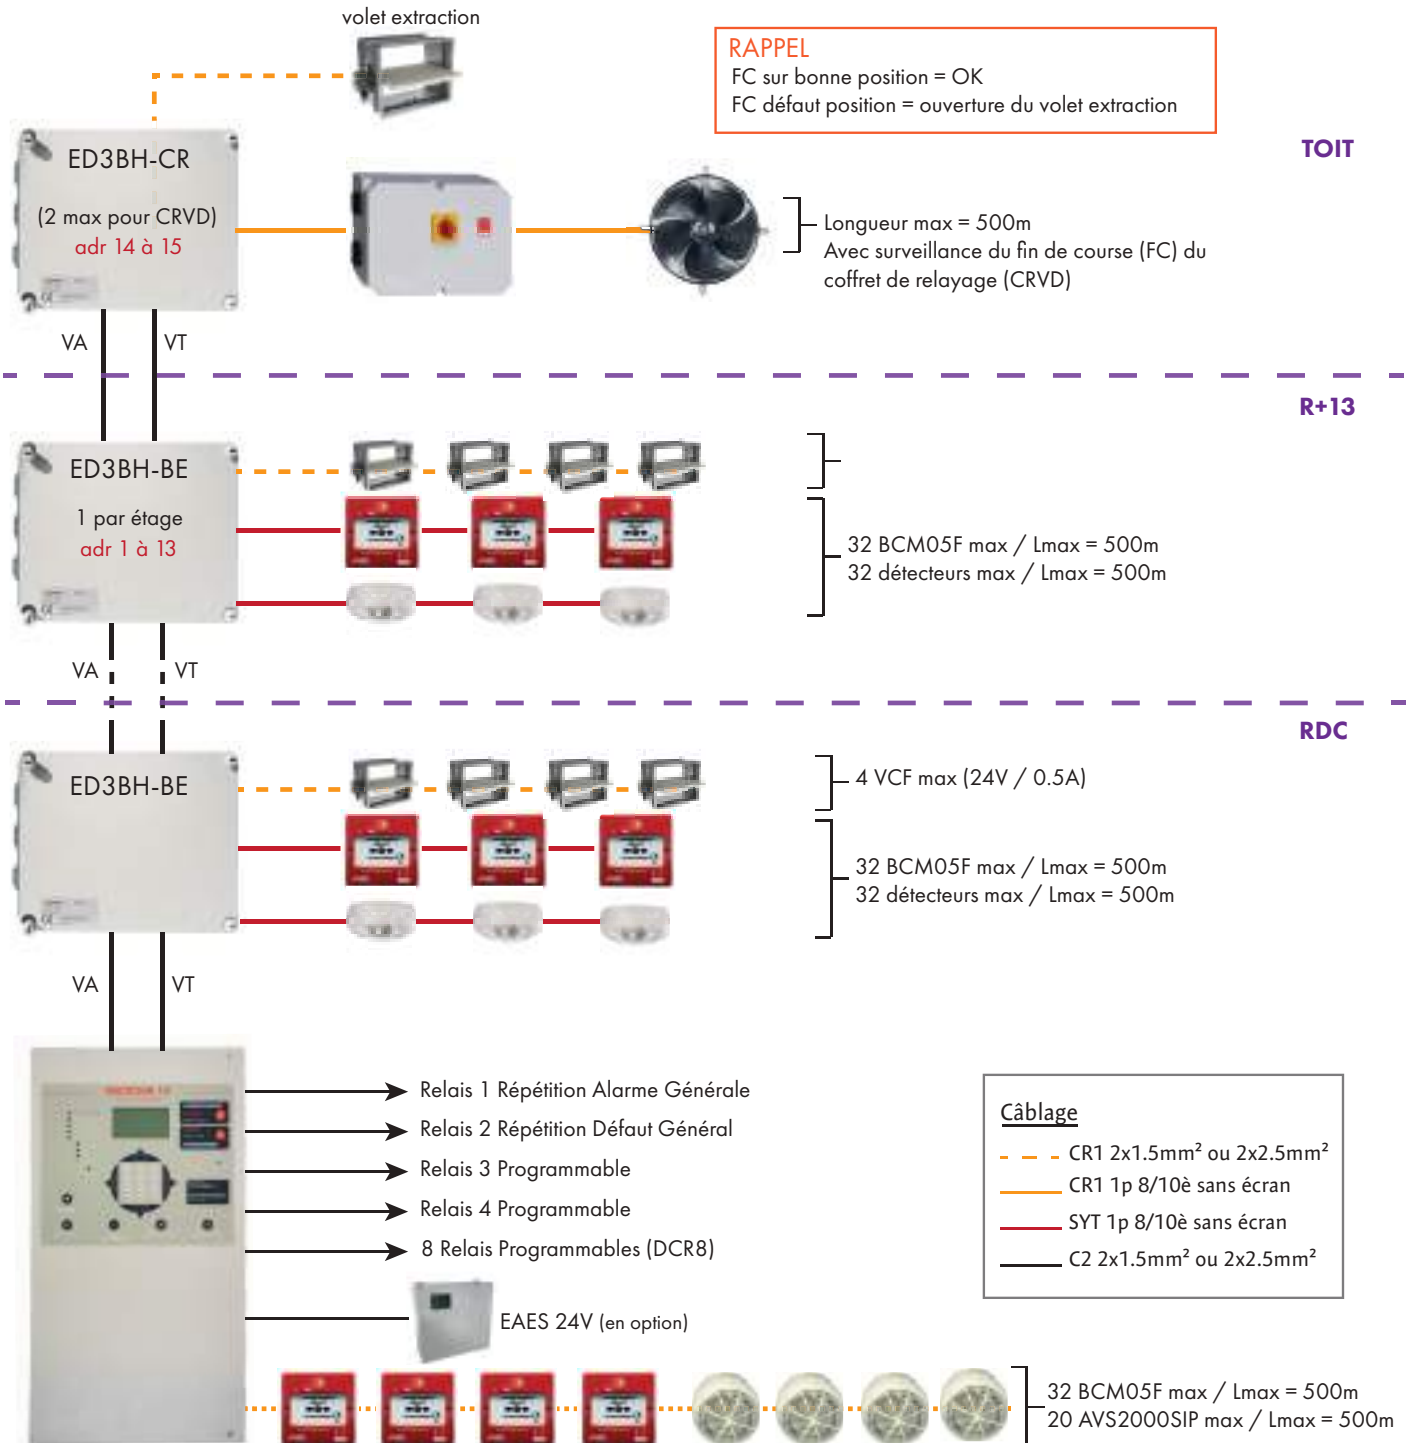 volet extraction
RAPPEL
FC sur bonne position = OK
FC défaut position = ouverture du volet extraction
TOIT
ED3BH-CR
(2 max pour CRVD)
adr 14 à 15
Longueur max = 500m
Avec surveillance du fin de course (FC) du
coffret de relayage (CRVD)
VA
VT
R+13
ED3BH-BE
1 par étage
adr 1 à 13
32 BCM05F max / Lmax = 500m
32 détecteurs max / Lmax = 500m
VA
VT
RDC
ED3BH-BE
4 VCF max (24V / 0.5A)
32 BCM05F max / Lmax = 500m
32 détecteurs max / Lmax = 500m
VA
VT
Relais 1 Répétition Alarme Générale
Relais 2 Répétition Défaut Général
Relais 3 Programmable
Relais 4 Programmable
8 Relais Programmables (DCR8)
EAES 24V (en option)
Câblage
CR1 2x1.5mm² ou 2x2.5mm²
CR1 1p 8/10è sans écran
SYT 1p 8/10è sans écran
C2 2x1.5mm² ou 2x2.5mm²
32 BCM05F max / Lmax = 500m
20 AVS2000SIP max / Lmax = 500m